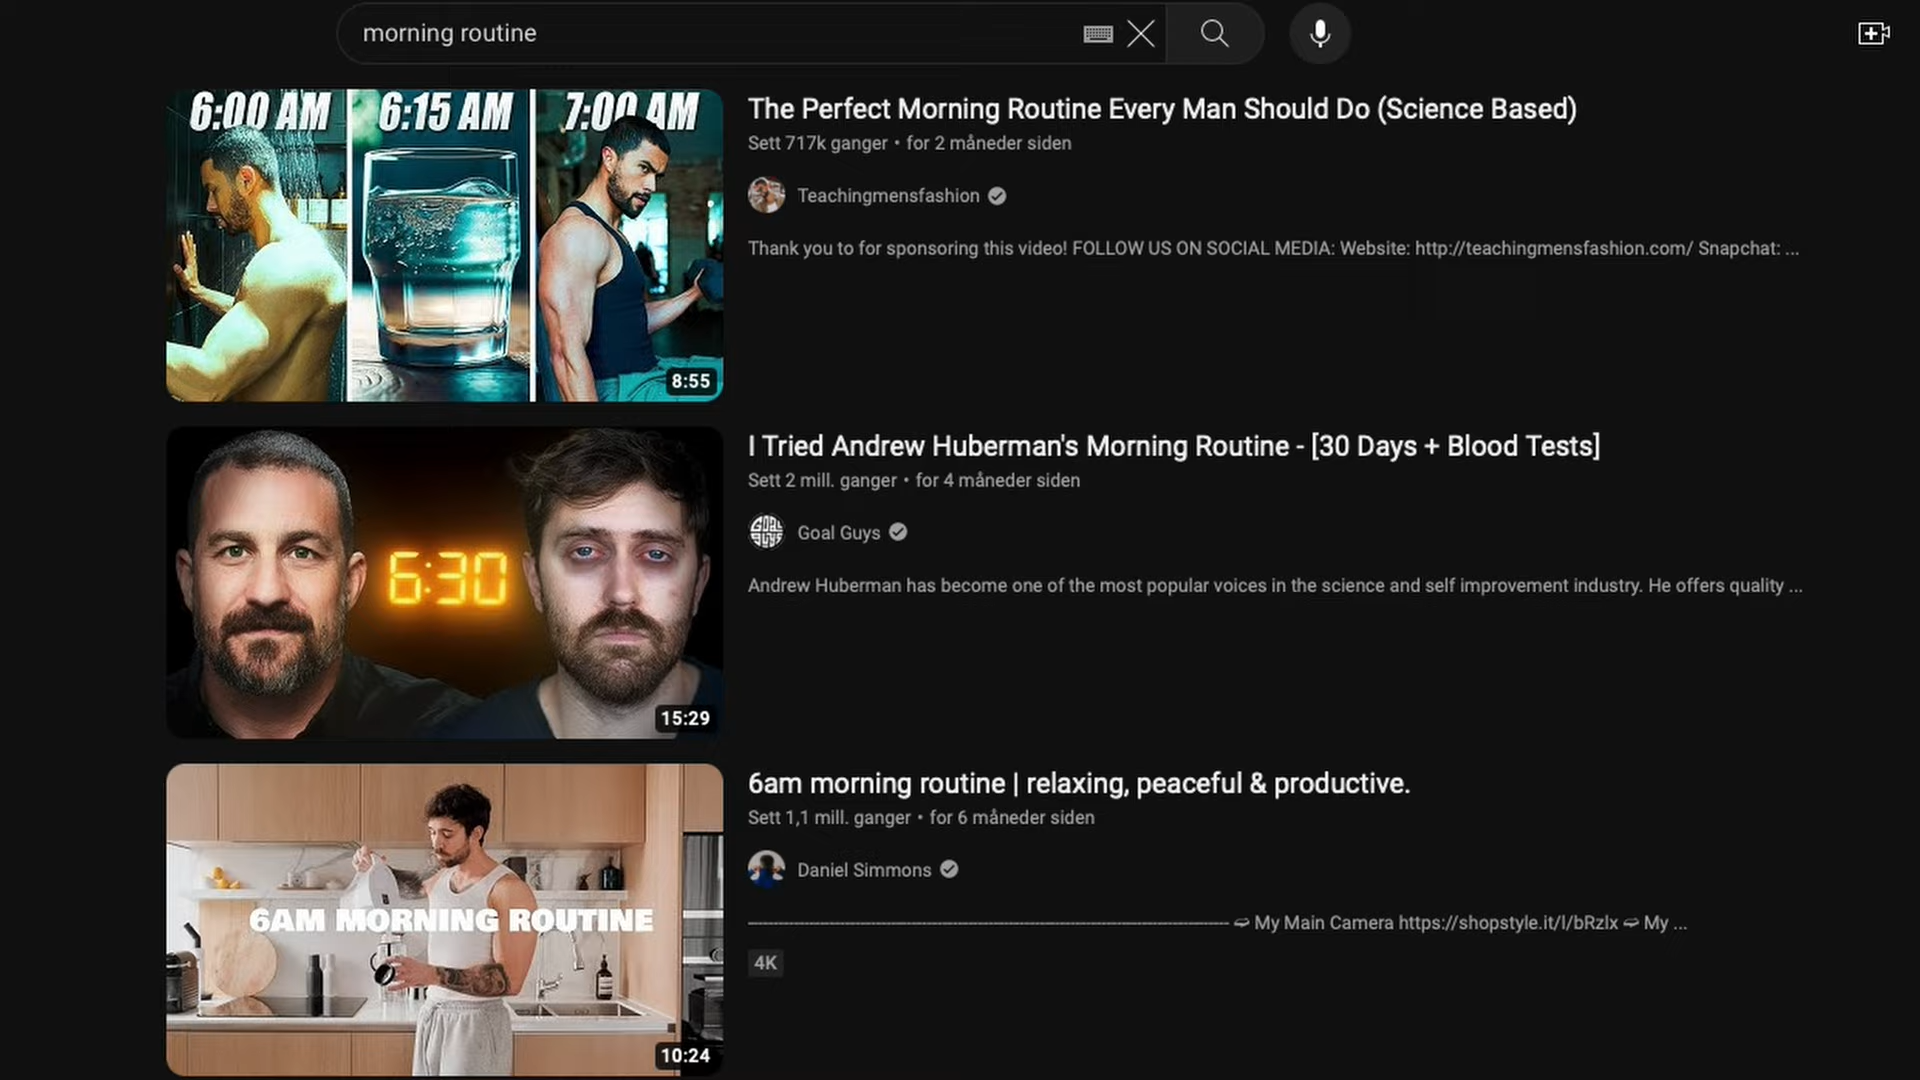 morning routine
6:00 AM
6:15 AM
7:00 AM
8:55
The Perfect Morning Routine Every Man Should Do (Science Based)
Sett 717k ganger • for 2 måneder siden
Teachingmensfashion
Thank you to for sponsoring this video! FOLLOW US ON SOCIAL MEDIA: Website: http://teachingmensfashion.com/ Snapchat: ...
6:30
15:29
I Tried Andrew Huberman's Morning Routine - [30 Days + Blood Tests]
Sett 2 mill. ganger • for 4 måneder siden
GOAL GUYS
Goal Guys
Andrew Huberman has become one of the most popular voices in the science and self improvement industry. He offers quality ...
6AM MORNING ROUTINE
10:24
6am morning routine | relaxing, peaceful & productive.
Sett 1,1 mill. ganger • for 6 måneder siden
Daniel Simmons
My Main Camera https://shopstyle.it/l/bRzlx ➫ My ...
4K